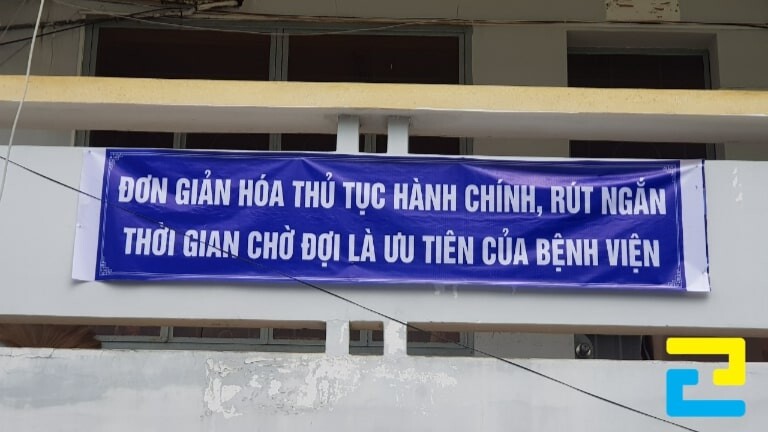 ĐƠN GIẢN HÓA THỦ TỤC HÀNH CHÍNH, RÚT NGẮN
THỜI GIAN CHỜ ĐỢI LÀ ƯU TIÊN CỦA BỆNH VIỆN